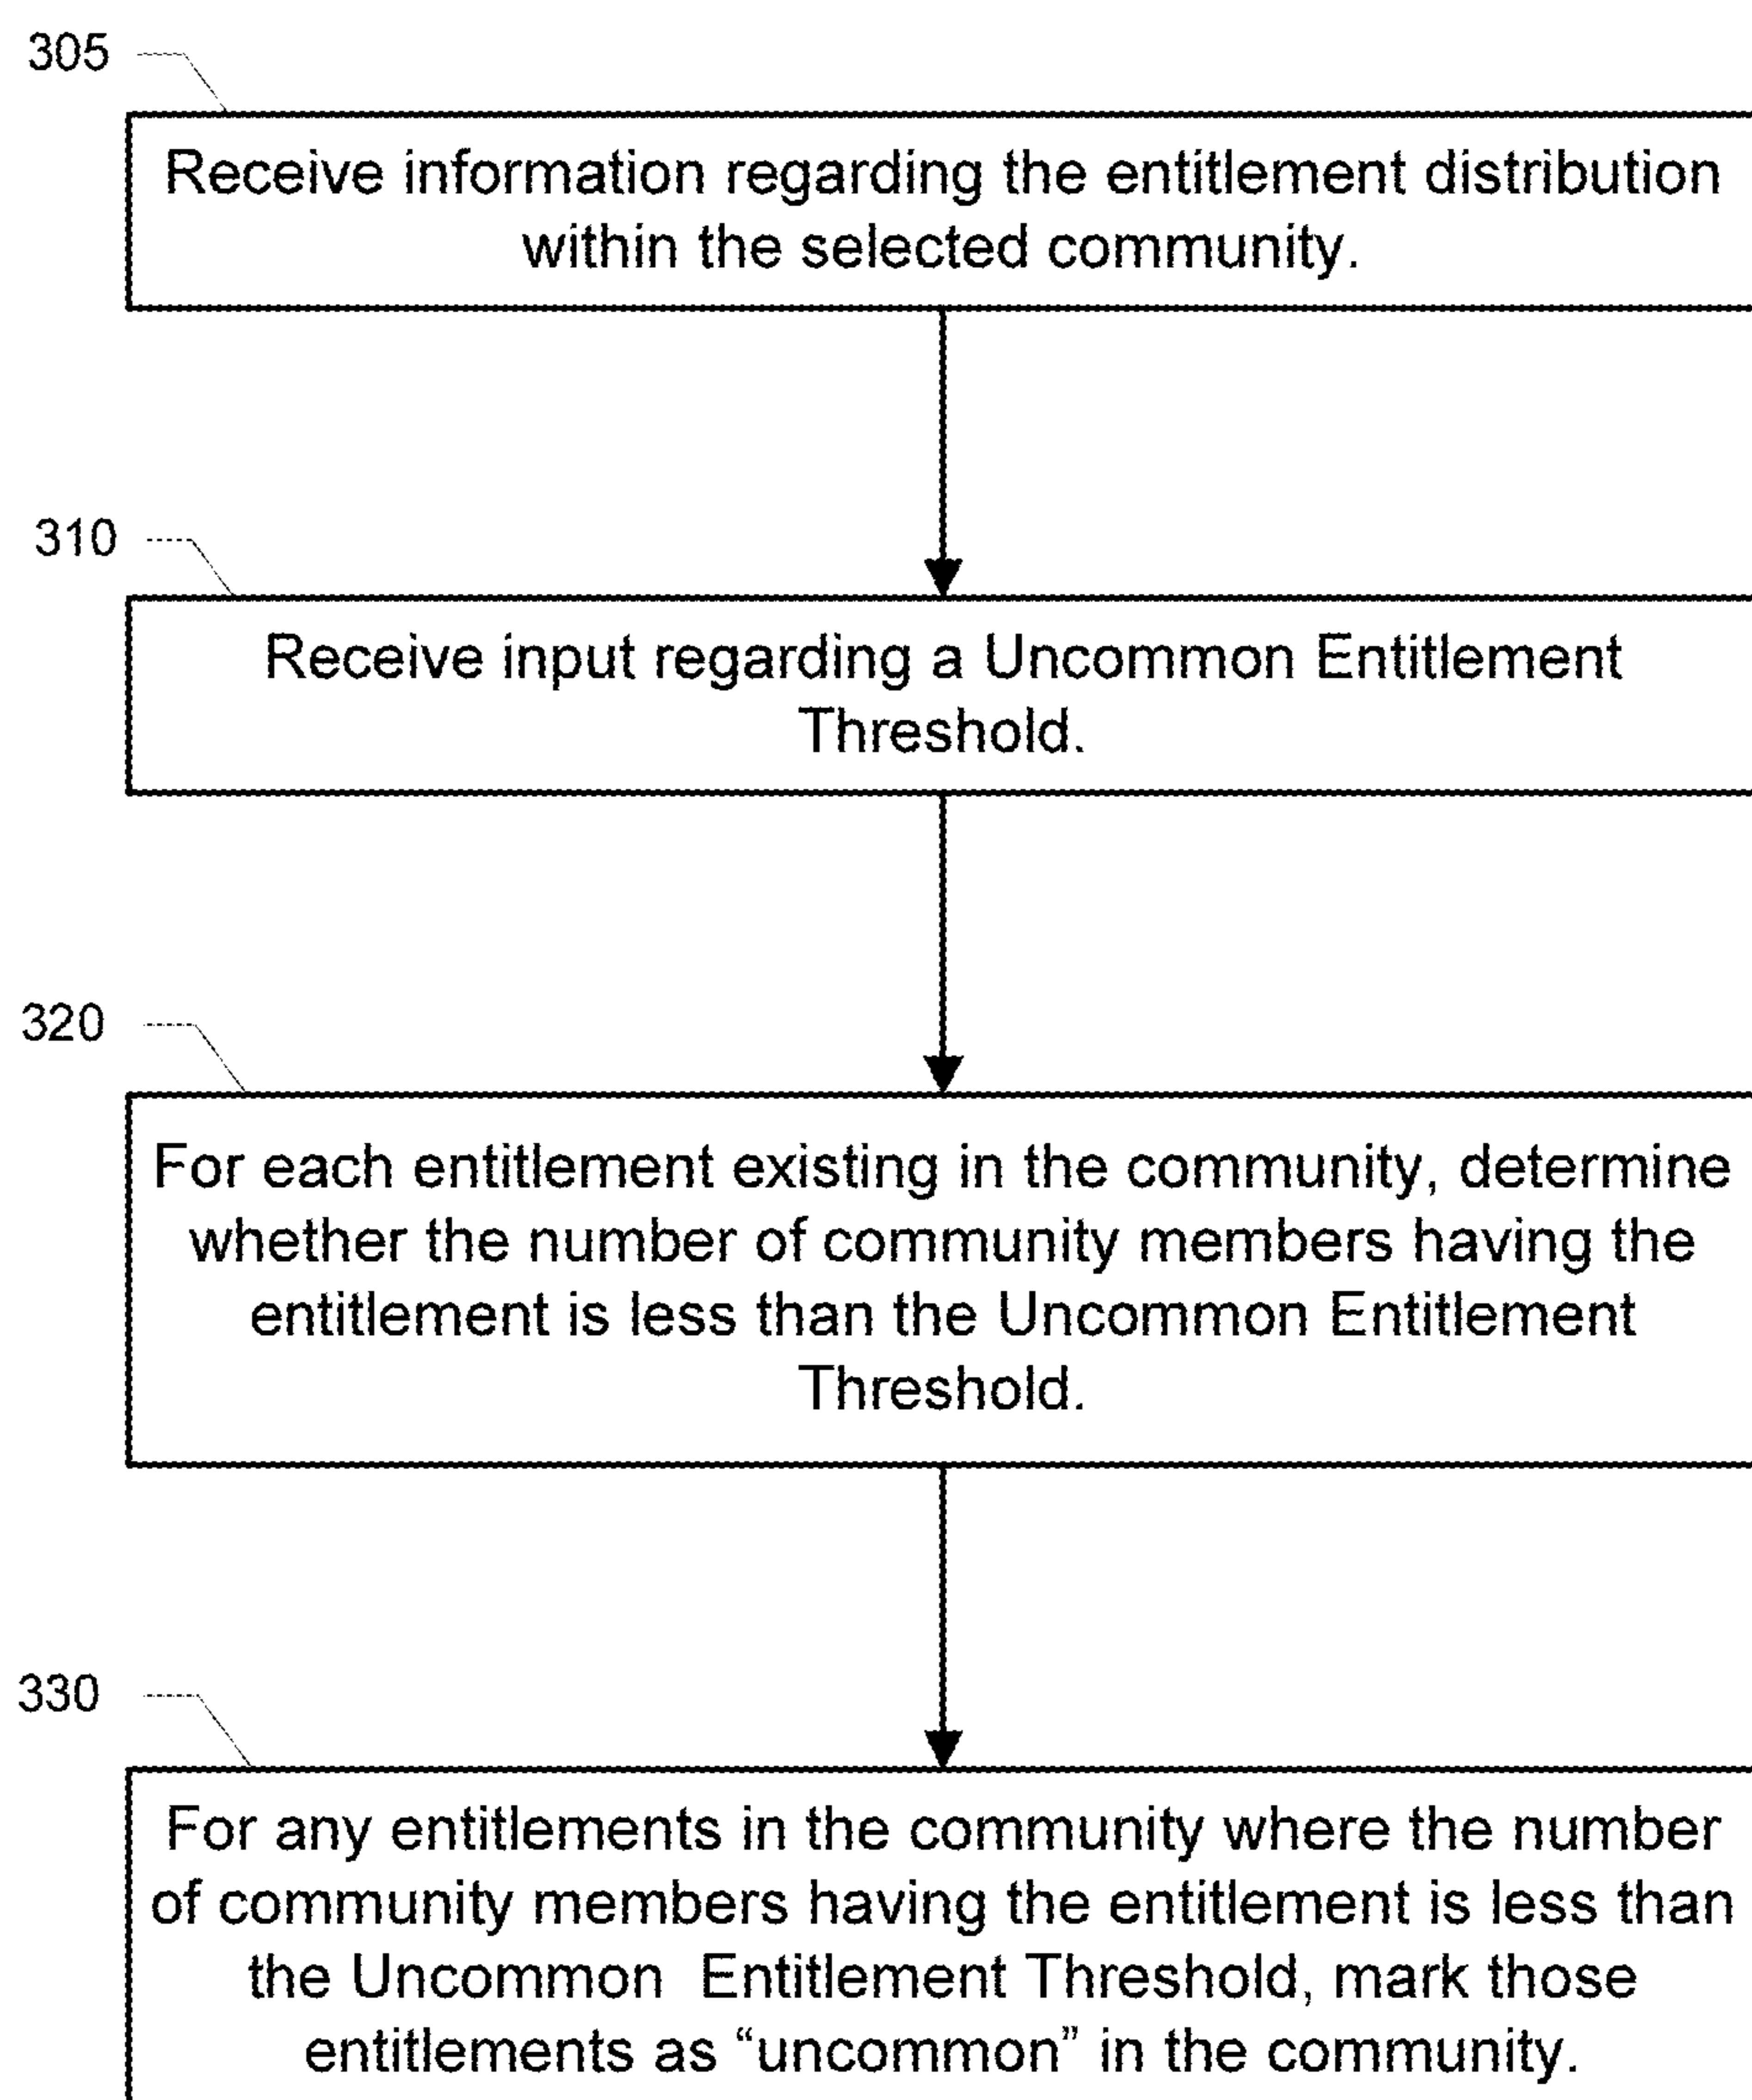 305
Receive information regarding the entitlement distribution
within the selected community.
310
Receive input regarding a Uncommon Entitlement
Threshold.
320
For each entitlement existing in the community, determine
whether the number of community members having the
entitlement is less than the Uncommon Entitlement
Threshold.
330
For any entitlements in the community where the number
of community members having the entitlement is less than
the Uncommon Entitlement Threshold, mark those
entitlements as “uncommon” in the community.